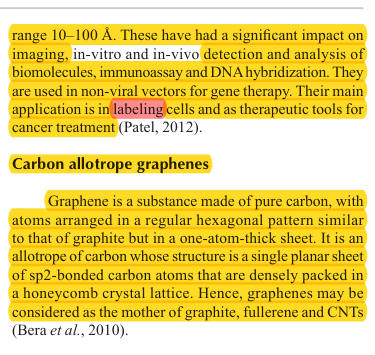 range 10–100 Å. These have had a significant impact on
imaging, in-vitro and in-vivo detection and analysis of
biomolecules, immunoassay and DNA hybridization. They
are used in non-viral vectors for gene therapy. Their main
application is in labeling cells and as therapeutic tools for
cancer treatment (Patel, 2012).
Carbon allotrope graphenes
Graphene is a substance made of pure carbon, with
atoms arranged in a regular hexagonal pattern similar
to that of graphite but in a one-atom-thick sheet. It is an
allotrope of carbon whose structure is a single planar sheet
of sp2-bonded carbon atoms that are densely packed in
a honeycomb crystal lattice. Hence, graphenes may be
considered as the mother of graphite, fullerene and CNTs
(Bera et al., 2010).